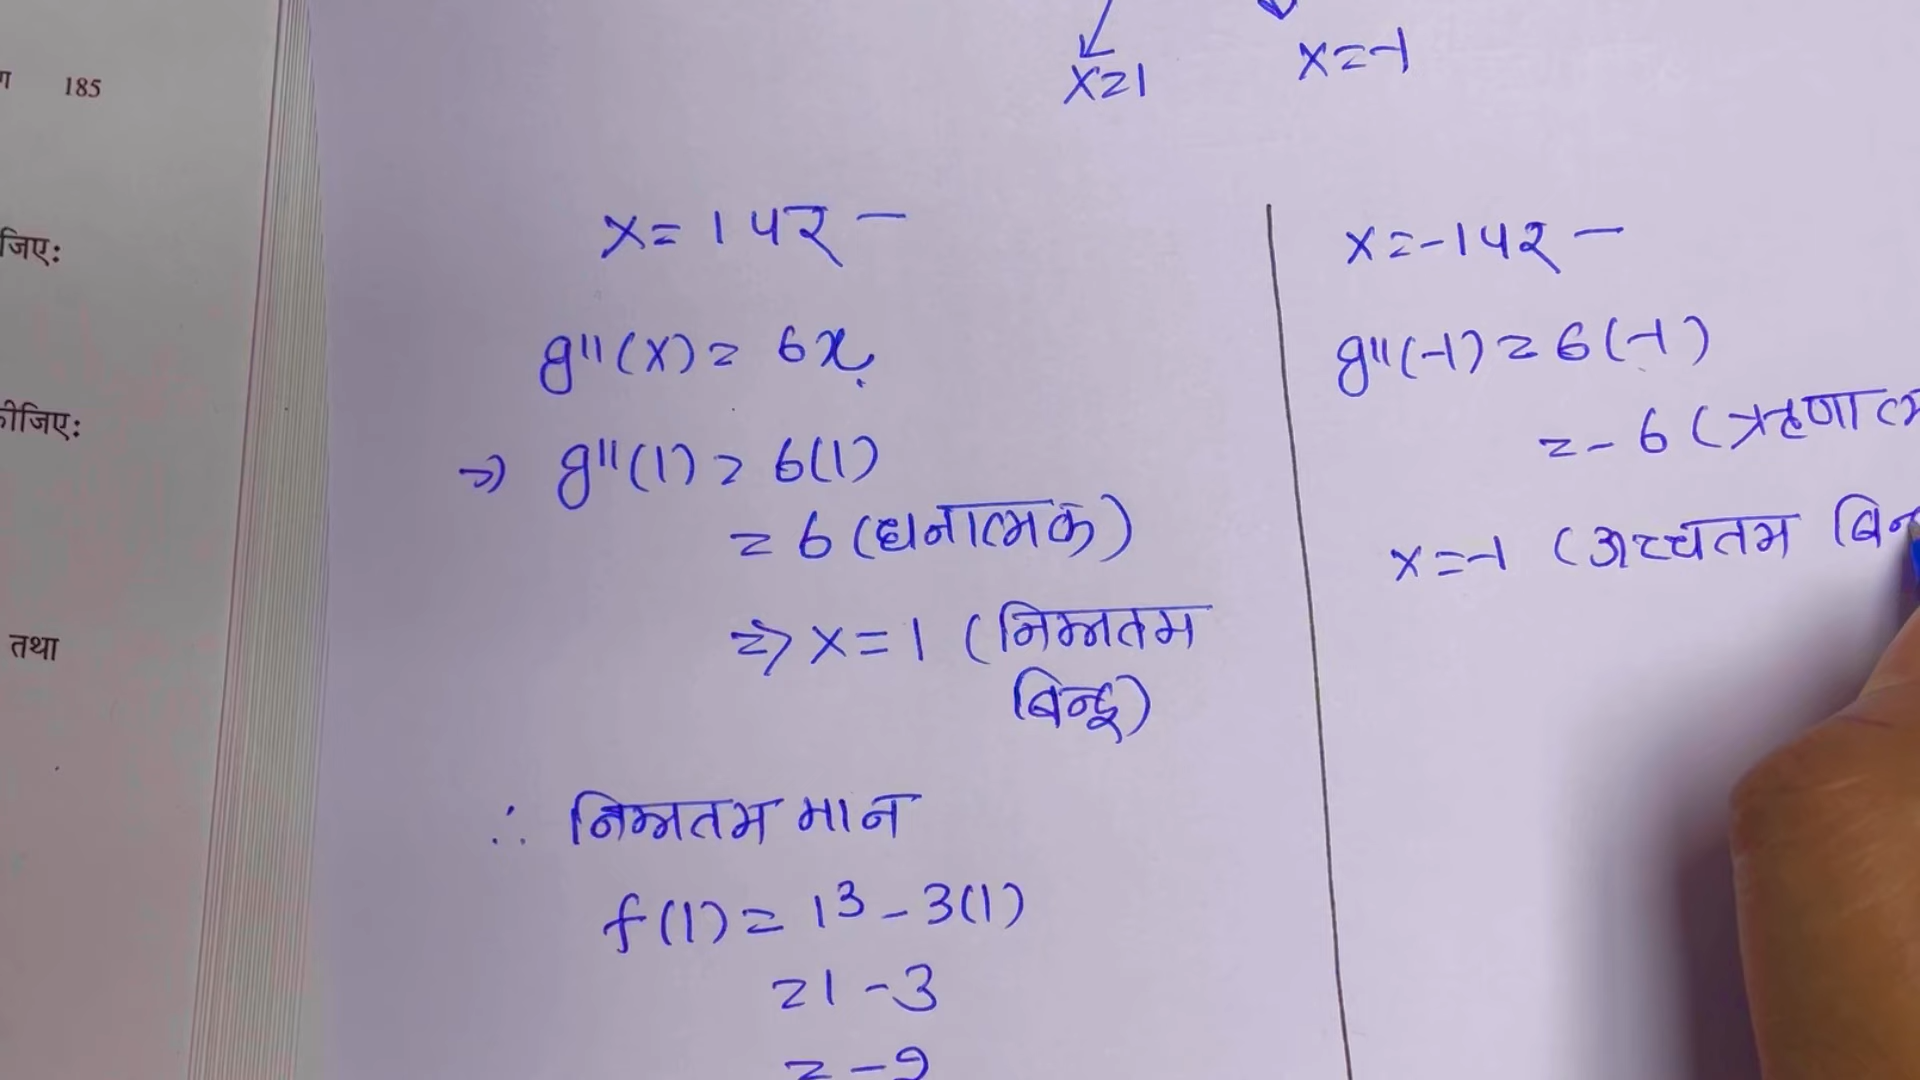 185
जिए:
तथा
x=1
x=-1
x=1 पर –
g''(x)= 6x
⇒ g''(1)= 6(1)
= 6 (धनात्मक)
⇒ x=1 (निम्नतम
बिन्दू)
∴ निम्नतम मान
f(1)= 1³-3(1)
=1-3
=-2
x=-1 पर –
g''(-1)=6(-1)
=-6 (
x=-1 (उच्चतम